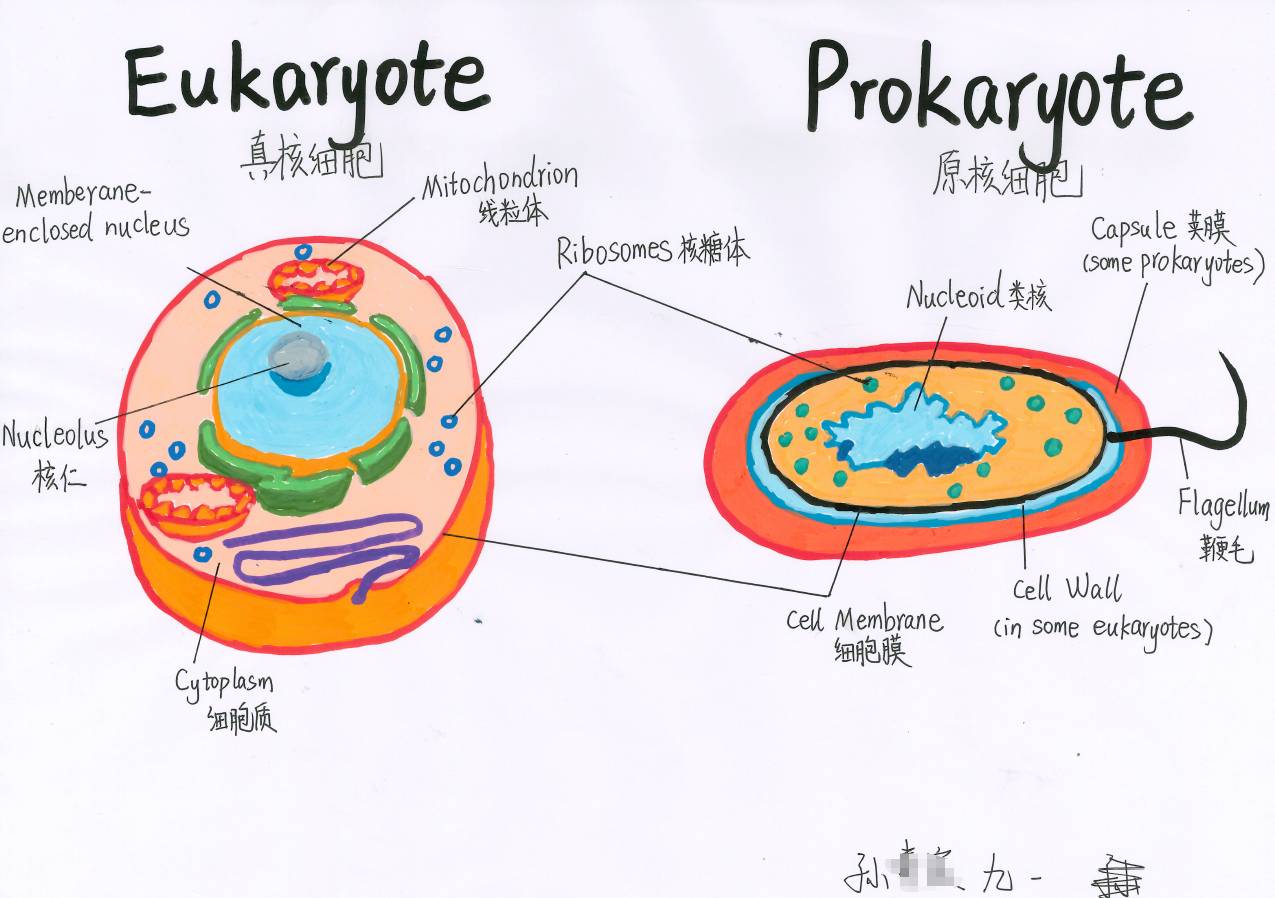 Eukaryote
真核细胞
Prokaryote
原核细胞
Memberane-
enclosed nucleus
Mitochondrion
线粒体
Ribosomes 核糖体
Nucleoid 类核
Capsule 荚膜
(some prokaryotes)
Nucleolus
核仁
Flagellum
鞭毛
Cell Membrane
细胞膜
Cell Wall
(in some eukaryotes)
Cytoplasm
细胞质
孙
九一